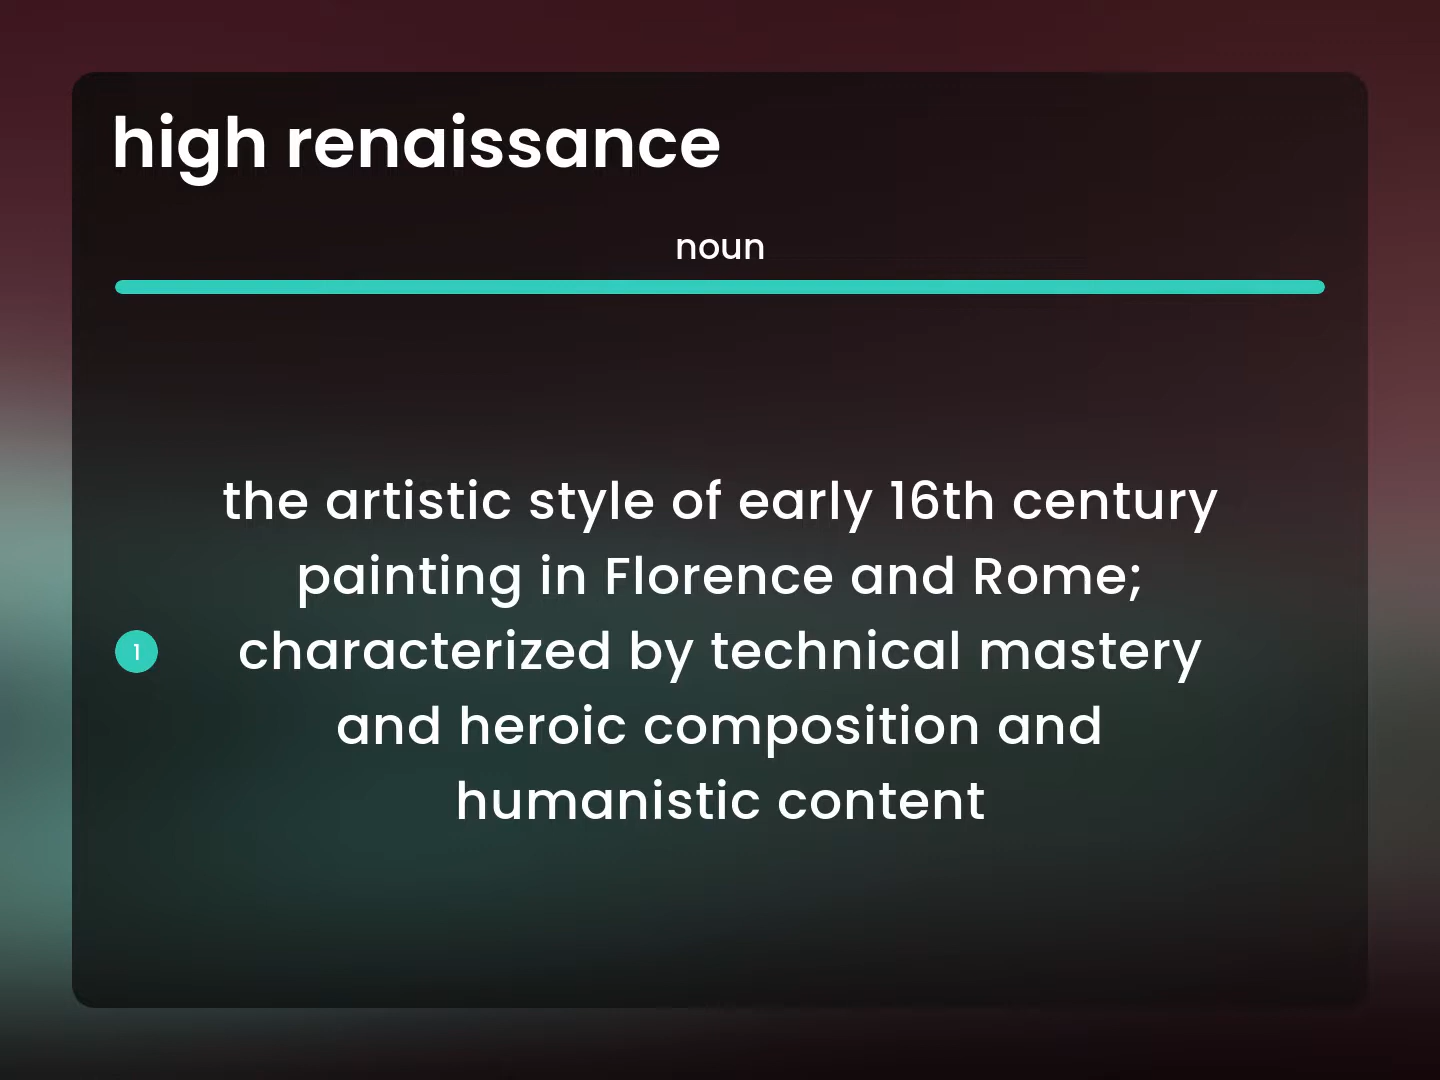 high renaissance
noun
the artistic style of early 16th century
painting in Florence and Rome;
1
characterized by technical mastery
and heroic composition and
humanistic content